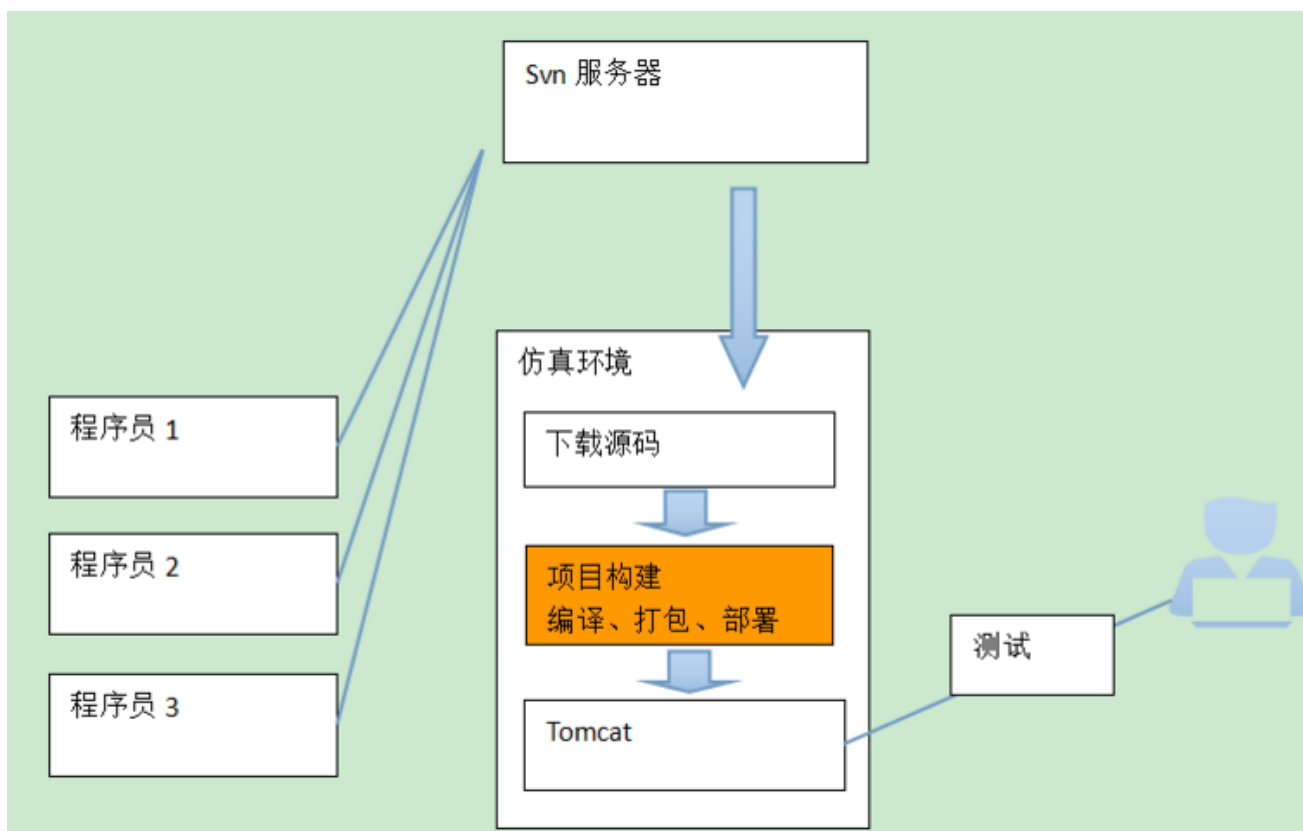 Svn 服务器
仿真环境
下载源码
程序员 1
程序员 2
程序员 3
项目构建
编译、打包、部署
Tomcat
测试